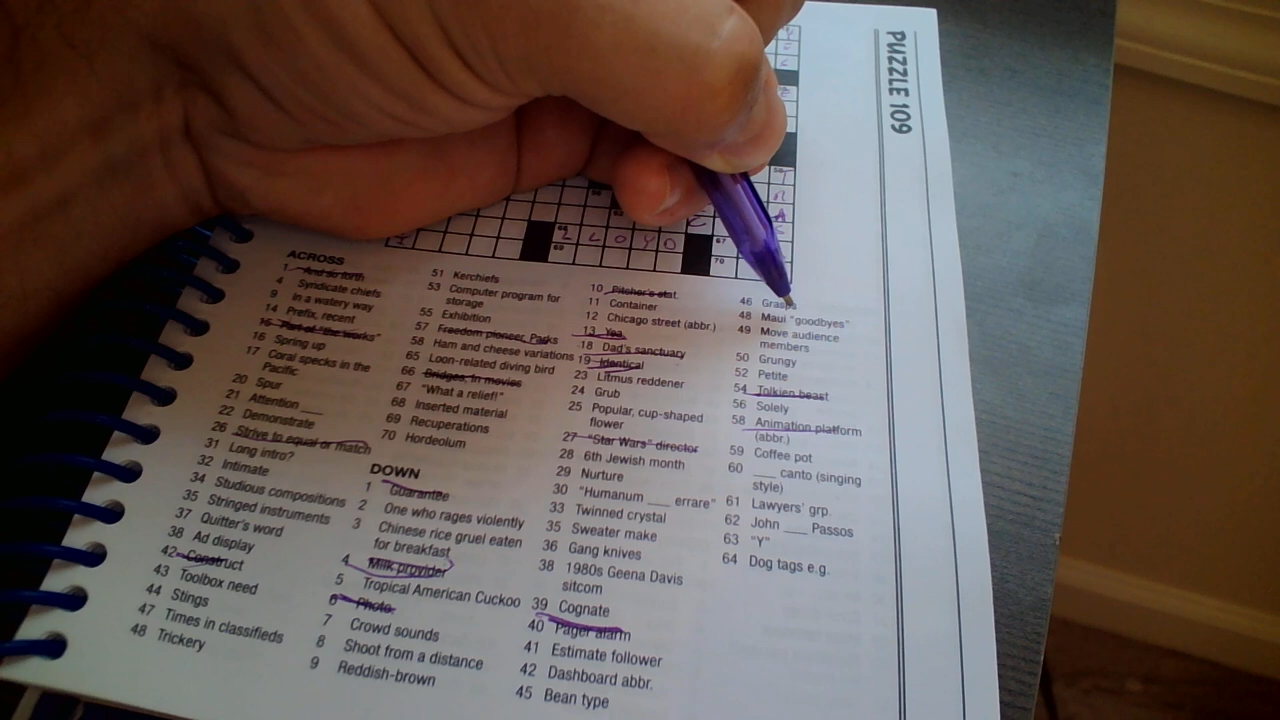 PUZZLE 109
L L O Y D
67
69
70
ACROSS
1 And so forth
4 Syndicate chiefs
9 In a watery way
14 Prefix, recent
15 Part of "the works"
16 Spring up
17 Coral specks in the
Pacific
20 Spur
21 Attention ___
22 Demonstrate
26 Strive to equal or match
31 Long intro?
32 Intimate
34 Studious compositions
35 Stringed instruments
37 Quitter's word
38 Ad display
42 Construct
43 Toolbox need
44 Stings
47 Times in classifieds
48 Trickery
51 Kerchiefs
53 Computer program for
storage
55 Exhibition
57 Freedom pioneer, Parks
58 Ham and cheese variations
65 Loon-related diving bird
66 Bridges, in movies
67 "What a relief!"
68 Inserted material
69 Recuperations
70 Hordeolum
DOWN
1 Guarantee
2 One who rages violently
3 Chinese rice gruel eaten
for breakfast
4 Milk provider
5 Tropical American Cuckoo
6 Photo
7 Crowd sounds
8 Shoot from a distance
9 Reddish-brown
10 Pitcher's stat.
11 Container
12 Chicago street (abbr.)
13 Yea
18 Dad's sanctuary
19 Identical
23 Litmus reddener
24 Grub
25 Popular, cup-shaped
flower
27 "Star Wars" director
28 6th Jewish month
29 Nurture
30 "Humanum ___ errare"
33 Twinned crystal
35 Sweater make
36 Gang knives
38 1980s Geena Davis
sitcom
39 Cognate
40 Pager alarm
41 Estimate follower
42 Dashboard abbr.
45 Bean type
46 Grasps
48 Maui "goodbyes"
49 Move audience
members
50 Grungy
52 Petite
54 Tolkien beast
56 Solely
58 Animation platform
(abbr.)
59 Coffee pot
60 ___ canto (singing
style)
61 Lawyers' grp.
62 John ___ Passos
63 "Y"
64 Dog tags e.g.